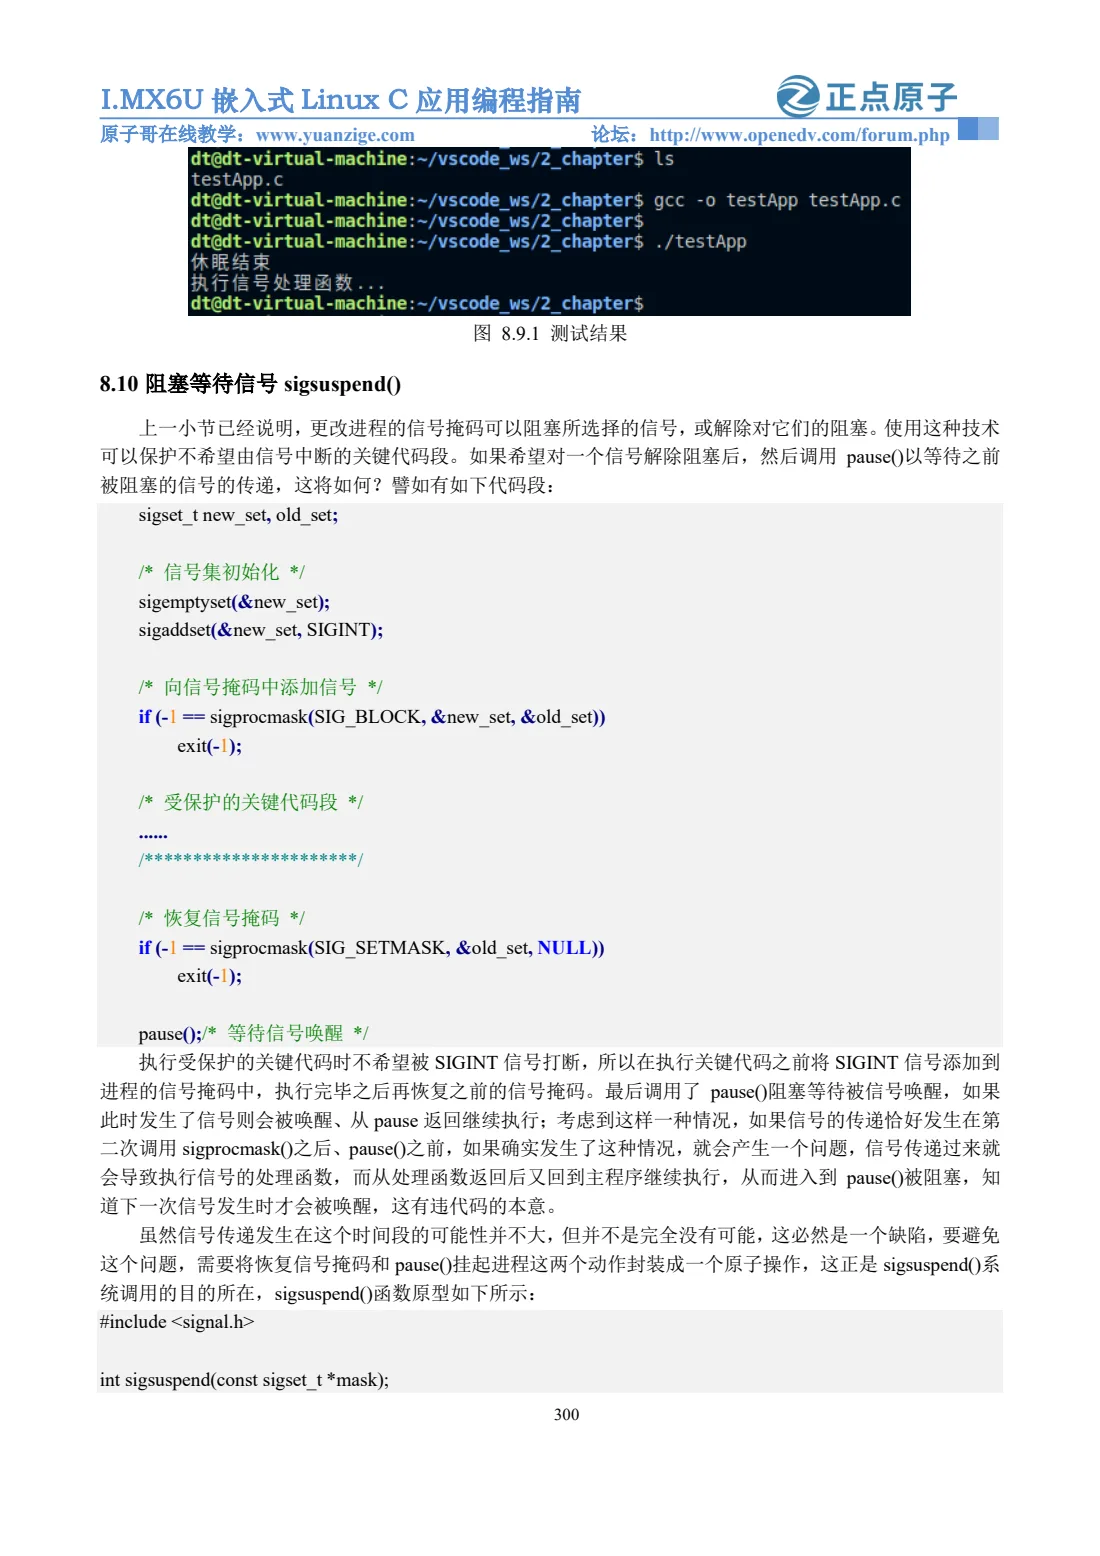 I.MX6U 嵌入式 Linux C 应用编程指南
正点原子
原子哥在线教学：www.yuanzige.com 论坛：http://www.openedv.com/forum.php
dt@dt-virtual-machine:~/vscode_ws/2_chapter$ ls
testApp.c
dt@dt-virtual-machine:~/vscode_ws/2_chapter$ gcc -o testApp testApp.c
dt@dt-virtual-machine:~/vscode_ws/2_chapter$
dt@dt-virtual-machine:~/vscode_ws/2_chapter$ ./testApp
休眠结束
执行信号处理函数...
dt@dt-virtual-machine:~/vscode_ws/2_chapter$
图 8.9.1 测试结果
8.10 阻塞等待信号 sigsuspend()
上一小节已经说明，更改进程的信号掩码可以阻塞所选择的信号，或解除对它们的阻塞。使用这种技术
可以保护不希望由信号中断的关键代码段。如果希望对一个信号解除阻塞后，然后调用 pause()以等待之前
被阻塞的信号的传递，这将如何？譬如有如下代码段：
sigset_t new_set, old_set;
/* 信号集初始化 */
sigemptyset(&new_set);
sigaddset(&new_set, SIGINT);
/* 向信号掩码中添加信号 */
if (-1 == sigprocmask(SIG_BLOCK, &new_set, &old_set))
exit(-1);
/* 受保护的关键代码段 */
......
/**********************/
/* 恢复信号掩码 */
if (-1 == sigprocmask(SIG_SETMASK, &old_set, NULL))
exit(-1);
pause();/* 等待信号唤醒 */
执行受保护的关键代码时不希望被 SIGINT 信号打断，所以在执行关键代码之前将 SIGINT 信号添加到
进程的信号掩码中，执行完毕之后再恢复之前的信号掩码。最后调用了 pause()阻塞等待被信号唤醒，如果
此时发生了信号则会被唤醒、从 pause 返回继续执行；考虑到这样一种情况，如果信号的传递恰好发生在第
二次调用 sigprocmask()之后、pause()之前，如果确实发生了这种情况，就会产生一个问题，信号传递过来就
会导致执行信号的处理函数，而从处理函数返回后又回到主程序继续执行，从而进入到 pause()被阻塞，知
道下一次信号发生时才会被唤醒，这有违代码的本意。
虽然信号传递发生在这个时间段的可能性并不大，但并不是完全没有可能，这必然是一个缺陷，要避免
这个问题，需要将恢复信号掩码和 pause()挂起进程这两个动作封装成一个原子操作，这正是 sigsuspend()系
统调用的目的所在，sigsuspend()函数原型如下所示：
#include <signal.h>
int sigsuspend(const sigset_t *mask);
300